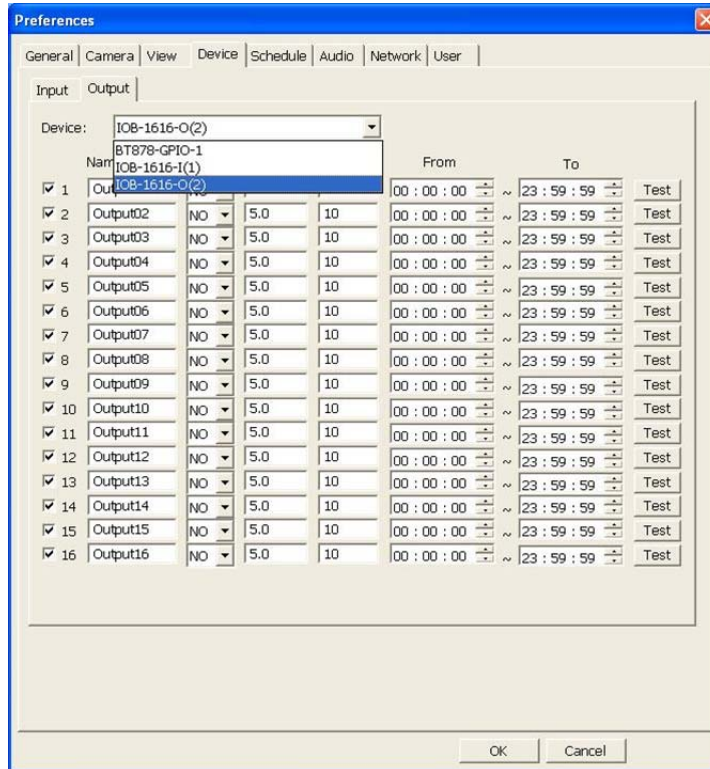 Preferences
General Camera View Device Schedule Audio Network User
Input Output
Device: IOB-1616-O(2)
BT878-GPIO-1
IOB-1616-I(1)
IOB-1616-O(2)
From To
1 00 : 00 : 00 ~ 23 : 59 : 59 Test
2 Output02 NO 5.0 10 00 : 00 : 00 ~ 23 : 59 : 59 Test
3 Output03 NO 5.0 10 00 : 00 : 00 ~ 23 : 59 : 59 Test
4 Output04 NO 5.0 10 00 : 00 : 00 ~ 23 : 59 : 59 Test
5 Output05 NO 5.0 10 00 : 00 : 00 ~ 23 : 59 : 59 Test
6 Output06 NO 5.0 10 00 : 00 : 00 ~ 23 : 59 : 59 Test
7 Output07 NO 5.0 10 00 : 00 : 00 ~ 23 : 59 : 59 Test
8 Output08 NO 5.0 10 00 : 00 : 00 ~ 23 : 59 : 59 Test
9 Output09 NO 5.0 10 00 : 00 : 00 ~ 23 : 59 : 59 Test
10 Output10 NO 5.0 10 00 : 00 : 00 ~ 23 : 59 : 59 Test
11 Output11 NO 5.0 10 00 : 00 : 00 ~ 23 : 59 : 59 Test
12 Output12 NO 5.0 10 00 : 00 : 00 ~ 23 : 59 : 59 Test
13 Output13 NO 5.0 10 00 : 00 : 00 ~ 23 : 59 : 59 Test
14 Output14 NO 5.0 10 00 : 00 : 00 ~ 23 : 59 : 59 Test
15 Output15 NO 5.0 10 00 : 00 : 00 ~ 23 : 59 : 59 Test
16 Output16 NO 5.0 10 00 : 00 : 00 ~ 23 : 59 : 59 Test
OK Cancel